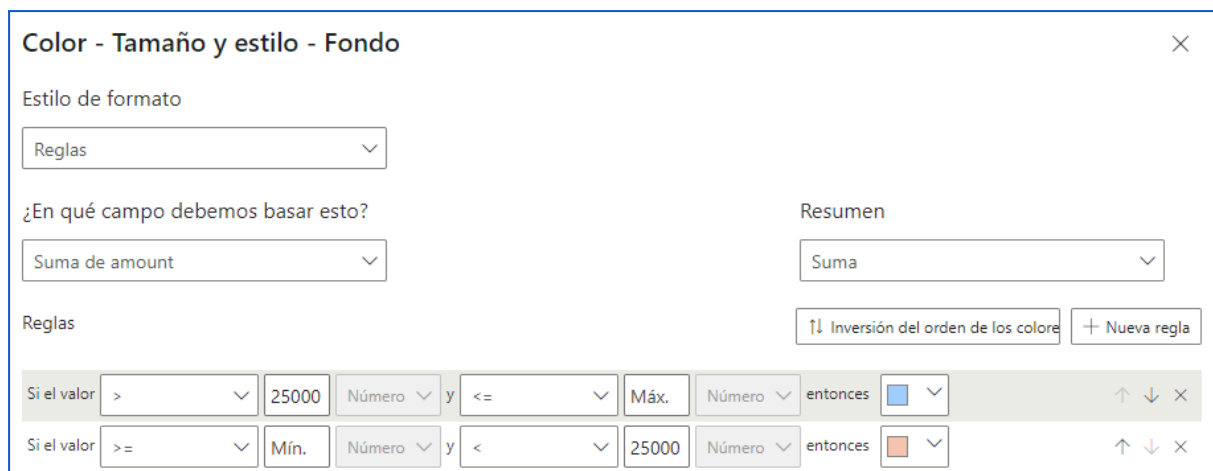 Color - Tamaño y estilo - Fondo
Estilo de formato
Reglas
¿En qué campo debemos basar esto? Resumen
Suma de amount Suma
Reglas Inversión del orden de los colore Nueva regla
Si el valor > 25000 Número y <= Máx. Número entonces
Si el valor >= Mín. Número y < 25000 Número entonces